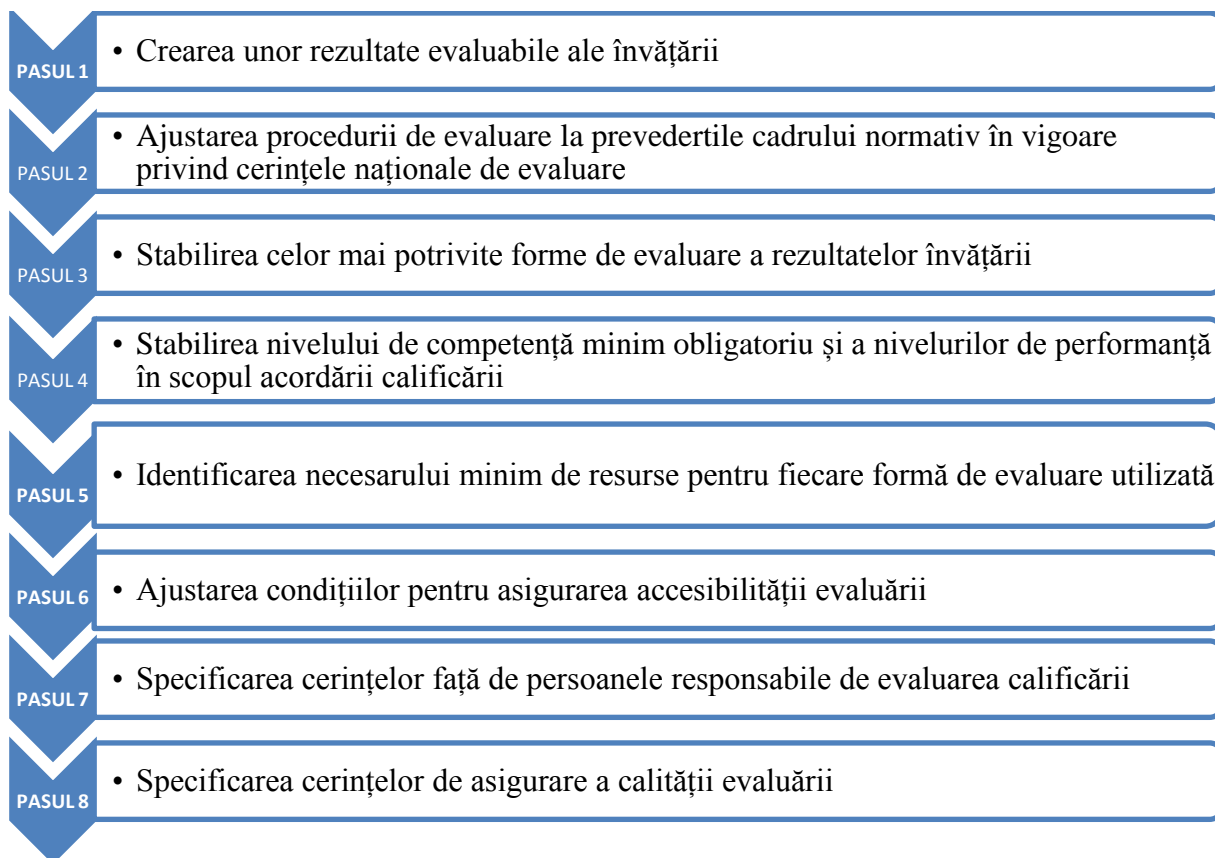 PASUL 1
• Crearea unor rezultate evaluabile ale învățării
PASUL 2
• Ajustarea procedurii de evaluare la prevedertile cadrului normativ în vigoare
privind cerințele naționale de evaluare
PASUL 3
• Stabilirea celor mai potrivite forme de evaluare a rezultatelor învățării
PASUL 4
• Stabilirea nivelului de competență minim obligatoriu și a nivelurilor de performanță
în scopul acordării calificării
PASUL 5
• Identificarea necesarului minim de resurse pentru fiecare formă de evaluare utilizată
PASUL 6
• Ajustarea condițiilor pentru asigurarea accesibilității evaluării
PASUL 7
• Specificarea cerințelor față de persoanele responsabile de evaluarea calificării
PASUL 8
• Specificarea cerințelor de asigurare a calității evaluării